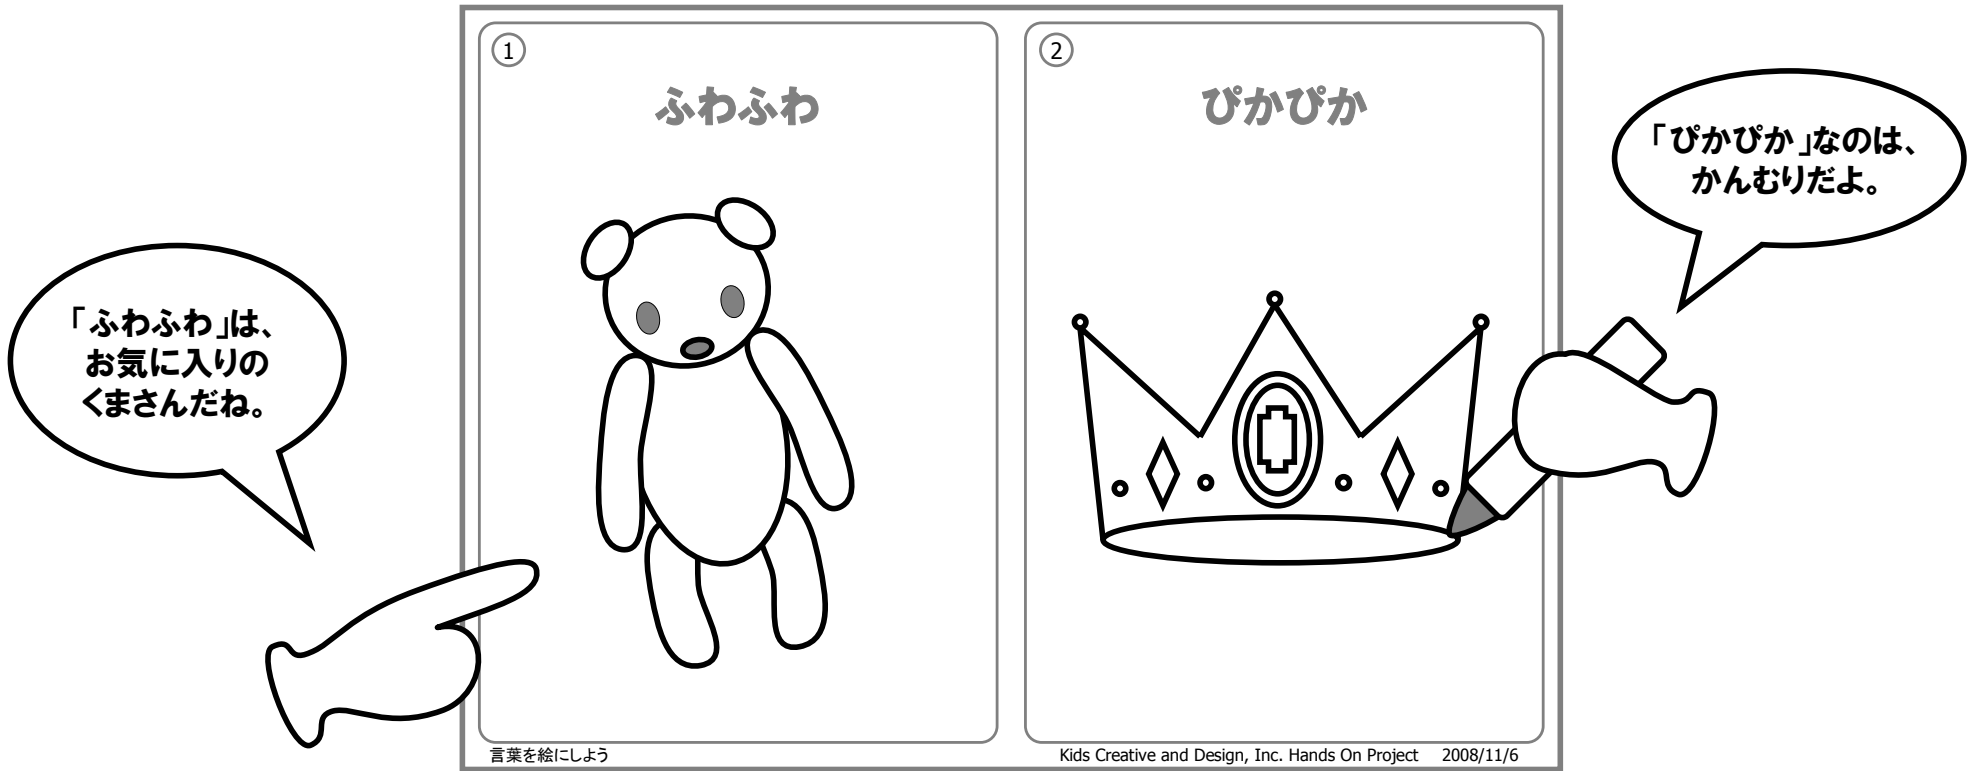 ①
ふわふわ
②
ぴかぴか
「ぴかぴか」なのは、
かんむりだよ。
「ふわふわ」は、
お気に入りの
くまさんだね。
言葉を絵にしよう
Kids Creative and Design, Inc. Hands On Project 2008/11/6